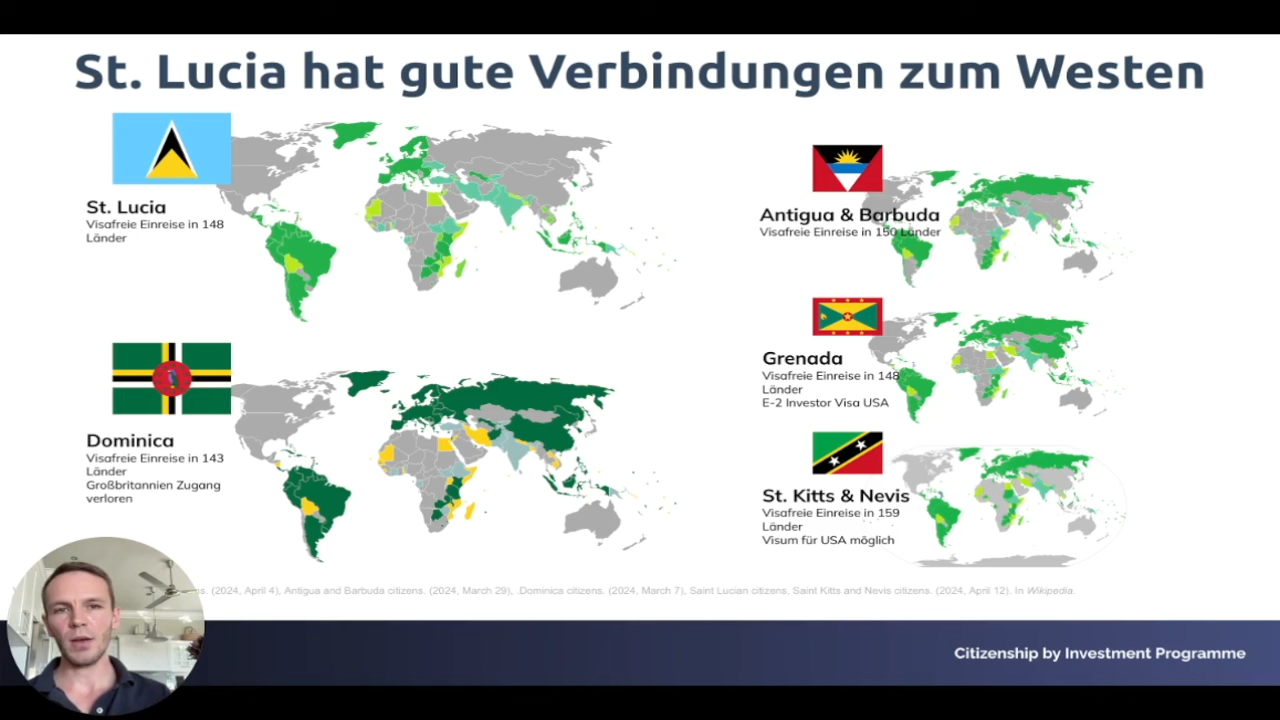 St. Lucia hat gute Verbindungen zum Westen
St. Lucia
Visafreie Einreise in 148
Länder
Dominica
Visafreie Einreise in 143
Länder
Großbritannien Zugang
verloren
Antigua & Barbuda
Visafreie Einreise in 150 Länder
Grenada
Visafreie Einreise in 148
Länder
E-2 Investor Visa USA
St. Kitts & Nevis
Visafreie Einreise in 159
Länder
Visum für USA möglich
(2024, April 4), Antigua and Barbuda citizens. (2024, March 29), .Dominica citizens. (2024, March 7), Saint Lucian citizens, Saint Kitts and Nevis citizens. (2024, April 12). In Wikipedia.
Citizenship by Investment Programme